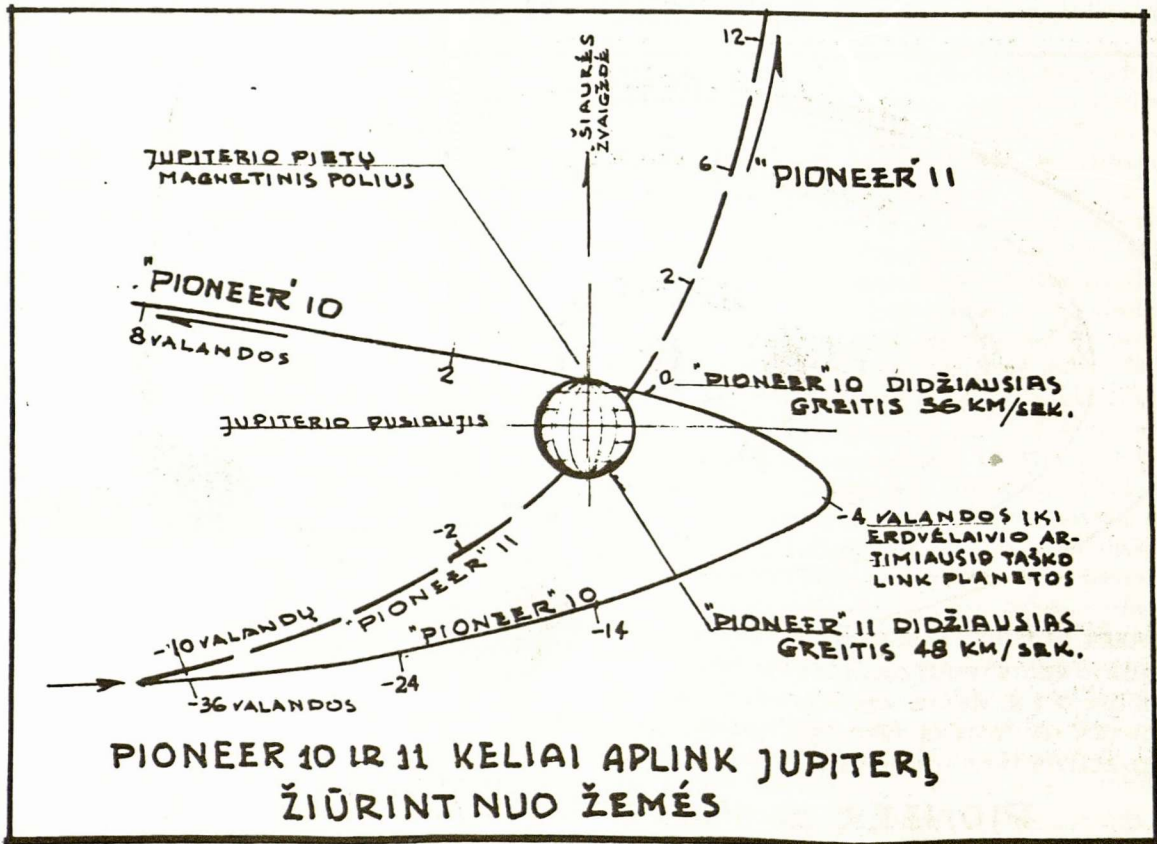 ŠIAURĖS
ŽVAIGŽDĖ
12
6
"PIONEER" 11
2
JUPITERIO PIETŲ
MAGNETINIS POLIUS
"PIONEER" 10
8 VALANDOS
2
0
"PIONEER" 10 DIDŽIAUSIAS
GREITIS 36 KM/SEK.
JUPITERIO PUSIAUJIS
-4 VALANDOS IKI
ERDVĖLAIVIO AR-
TIMIAUSIO TAŠKO
LINK PLANETOS
-2
"PIONEER" 11
"PIONEER" 10
-14
"PIONEER" 11 DIDŽIAUSIAS
GREITIS 48 KM/SEK.
-10 VALANDŲ
-24
-36 VALANDOS
PIONEER 10 IR 11 KELIAI APLINK JUPITERĮ,
ŽIŪRINT NUO ŽEMĖS